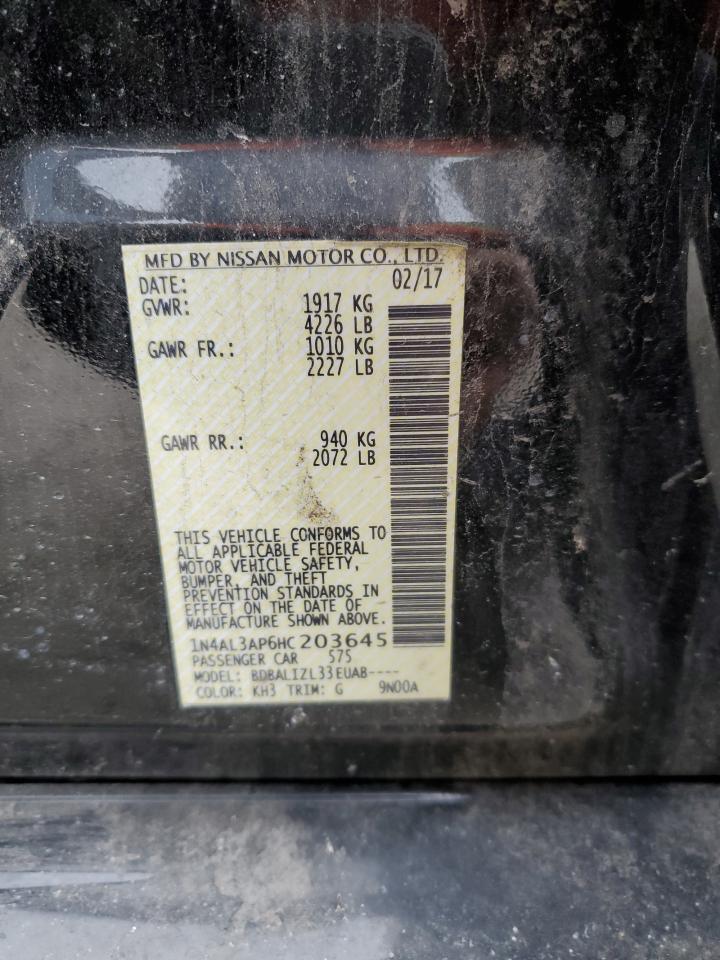 MFD BY NISSAN MOTOR CO., LTD.
DATE: 02/17
GVWR: 1917 KG
4226 LB
GAWR FR.: 1010 KG
2227 LB
GAWR RR.: 940 KG
2072 LB
THIS VEHICLE CONFORMS TO
ALL APPLICABLE FEDERAL
MOTOR VEHICLE SAFETY,
BUMPER, AND THEFT
PREVENTION STANDARDS IN
EFFECT ON THE DATE OF
MANUFACTURE SHOWN ABOVE.
1N4AL3AP6HC203645
PASSENGER CAR 575
MODEL: BDBALIZL33EUAB----
COLOR: KH3 TRIM: G 9N00A